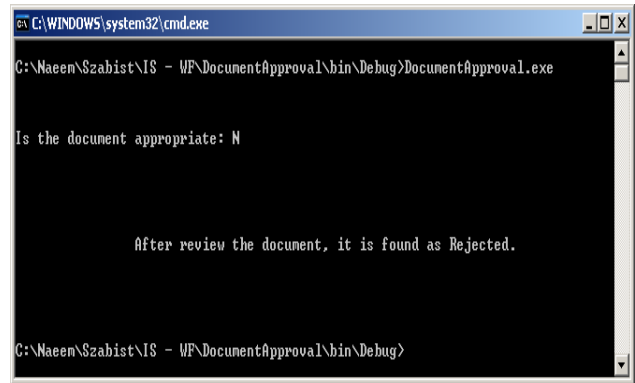 C:\WINDOWS\system32\cmd.exe
C:\Naeem\Szabist\IS - WF\DocumentApproval\bin\Debug>DocumentApproval.exe
Is the document appropriate: N
After review the document, it is found as Rejected.
C:\Naeem\Szabist\IS - WF\DocumentApproval\bin\Debug>